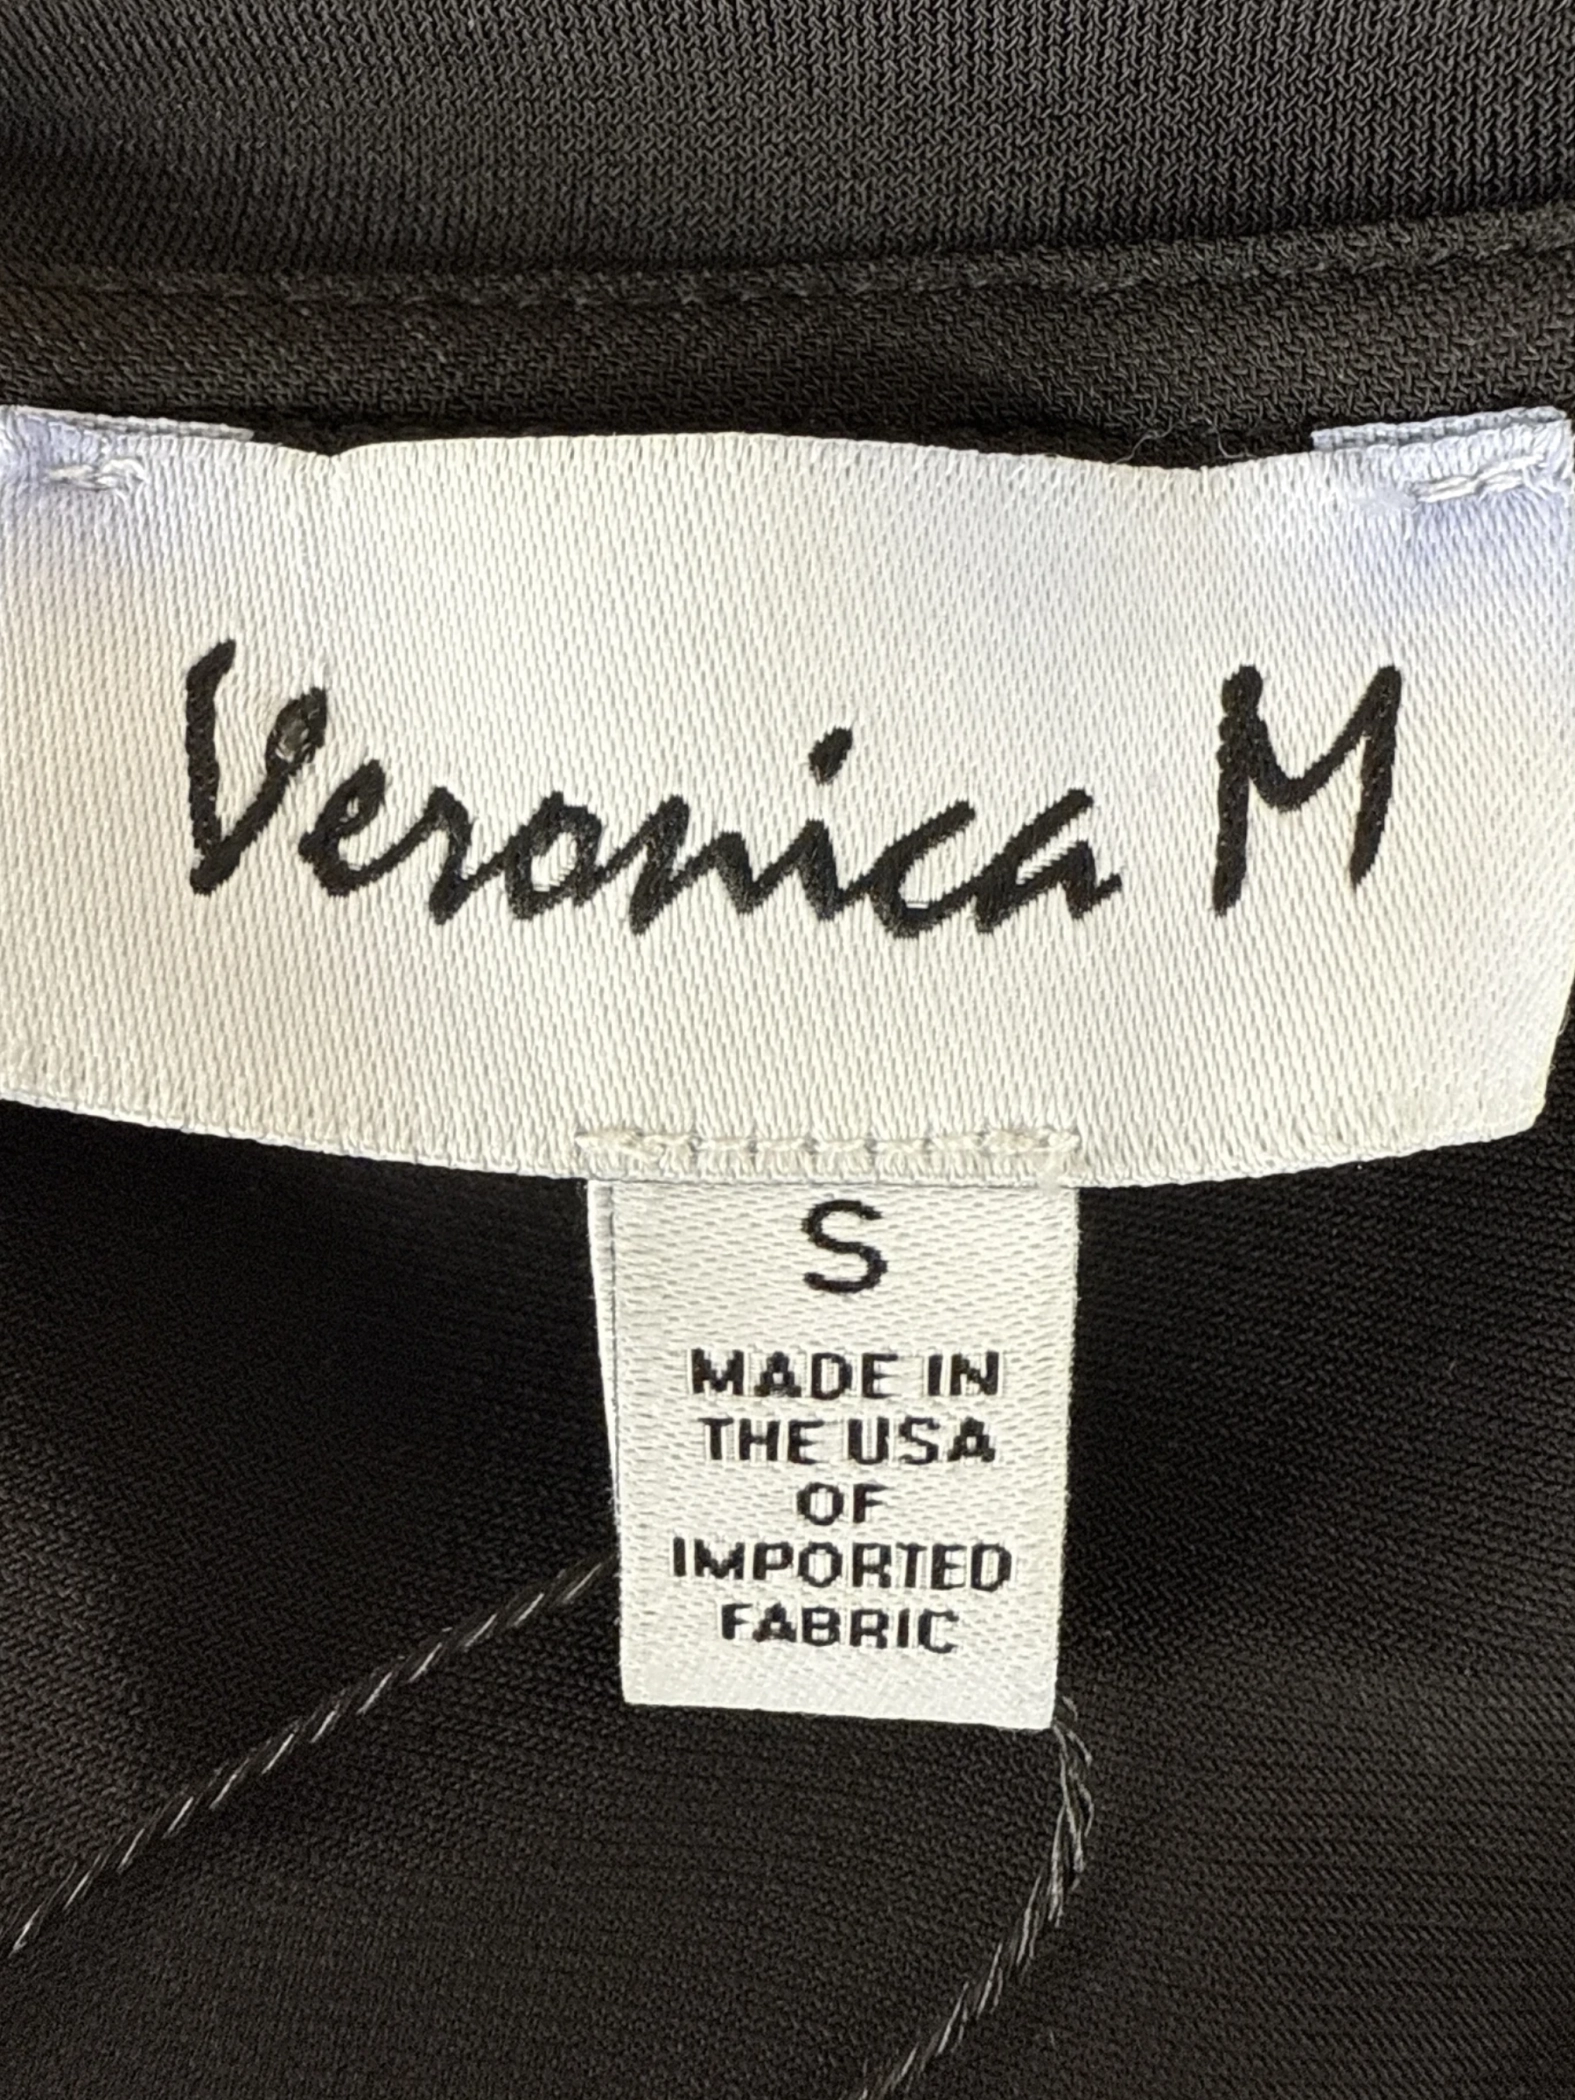 Veronica M
S
MADE IN
THE USA
OF
IMPORTED
FABRIC